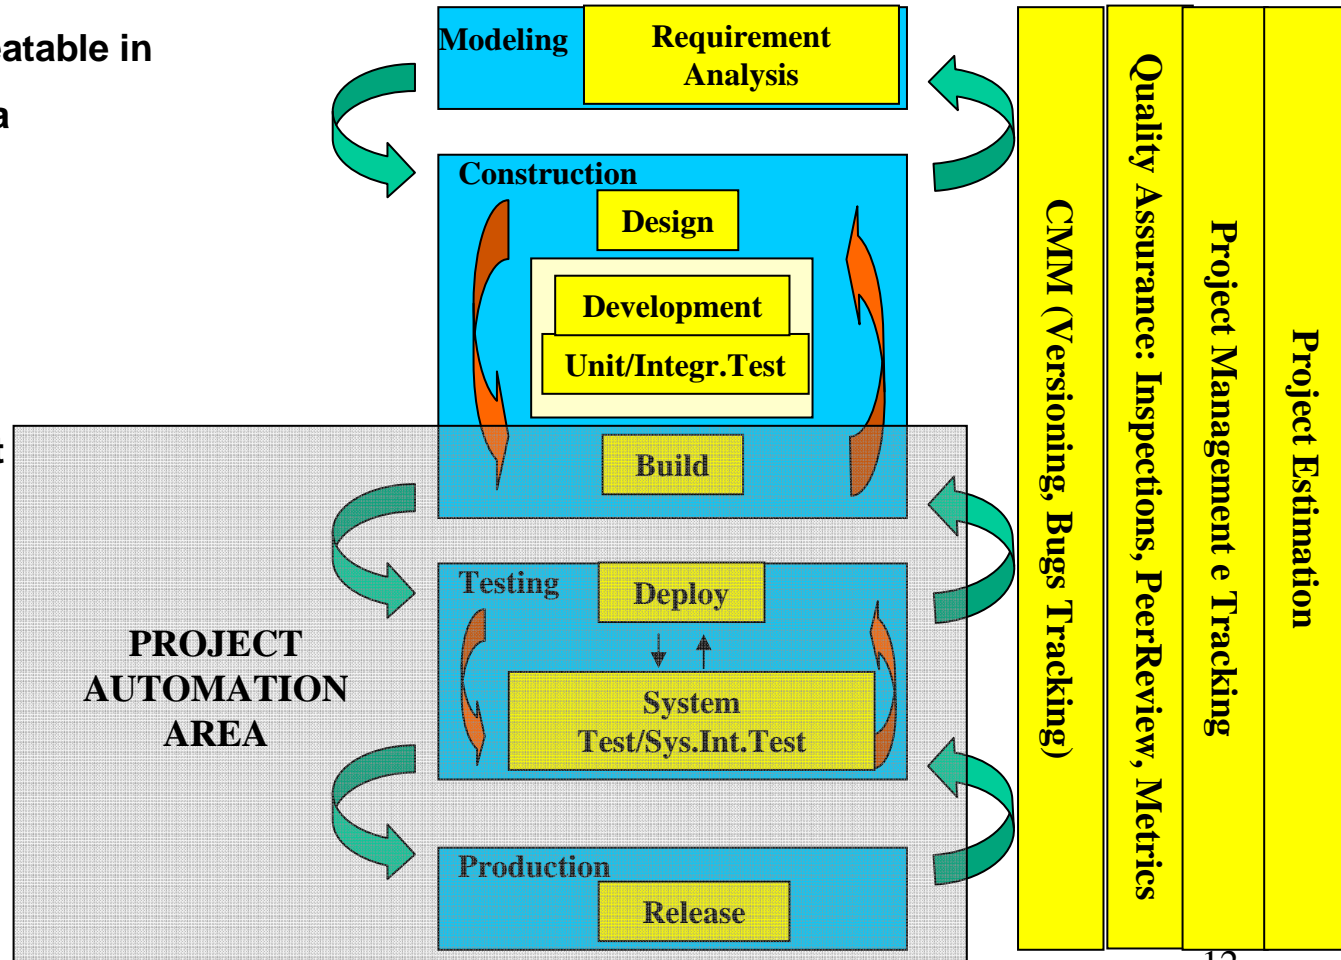 eatable in
a
Modeling
Requirement
Analysis
Construction
Design
Development
Unit/Integr.Test
Build
Testing
Deploy
System
Test/Sys.Int.Test
Production
Release
PROJECT
AUTOMATION
AREA
CMM (Versioning, Bugs Tracking)
Quality Assurance: Inspections, PeerReview, Metrics
Project Management e Tracking
Project Estimation